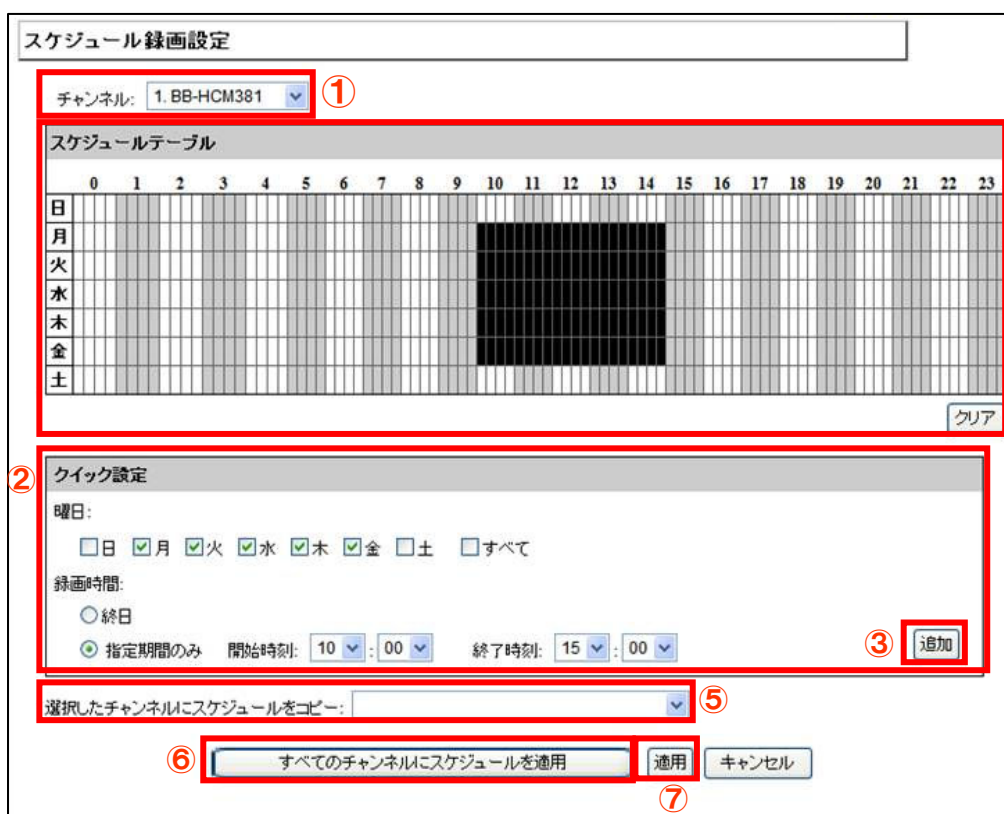 スケジュール録画設定
チャンネル: 1. BB-HCM381 ①
スケジュールテーブル
0 1 2 3 4 5 6 7 8 9 10 11 12 13 14 15 16 17 18 19 20 21 22 23
日
月
火
水
木
金
土
クリア
②
クイック設定
曜日:
日 月 火 水 木 金 土 すべて
録画時間:
終日
指定期間のみ 開始時刻: 10 : 00 終了時刻: 15 : 00 ③ 追加
選択したチャンネルにスケジュールをコピー: ⑤
⑥ すべてのチャンネルにスケジュールを適用 適用 キャンセル
⑦